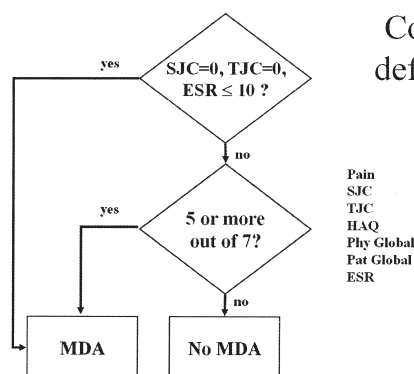 Co
def
yes
SJC=0, TJC=0,
ESR ≤ 10 ?
no
yes
5 or more
out of 7?
Pain
SJC
TJC
HAQ
Phy Global
Pat Global
ESR
no
MDA
No MDA